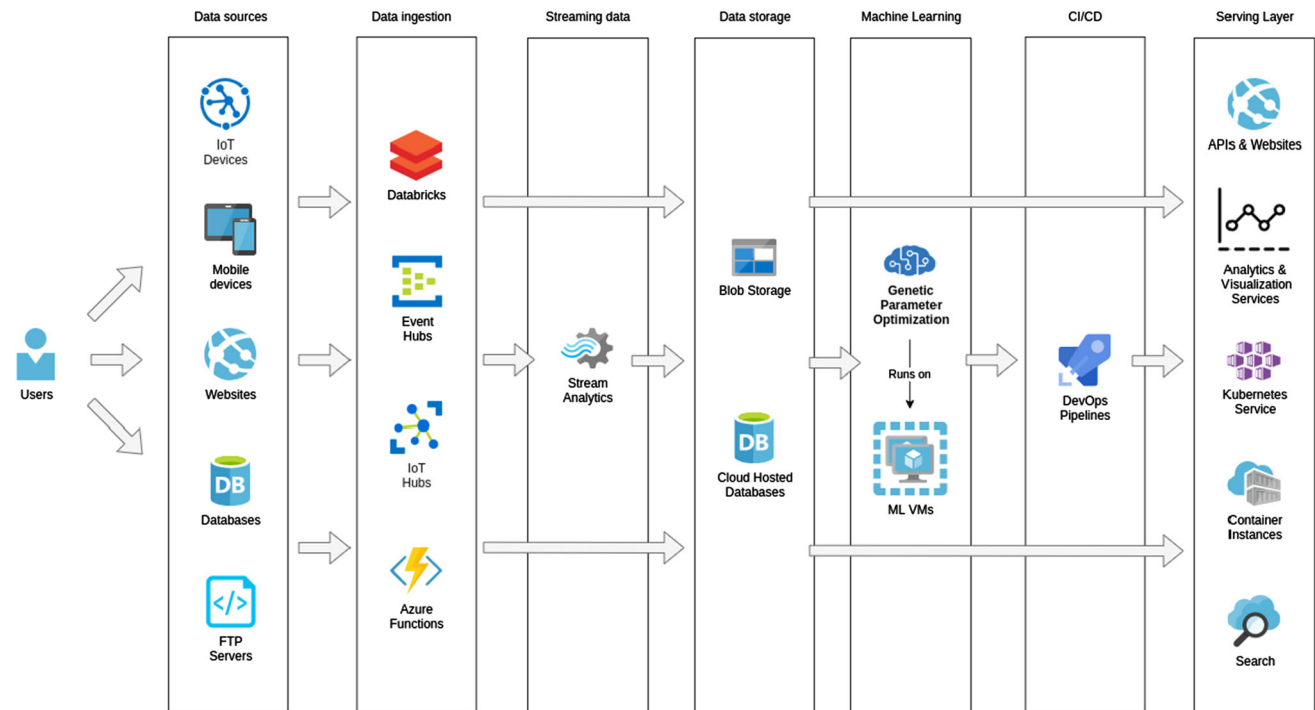 Data sources
Data ingestion
Streaming data
Data storage
Machine Learning
CI/CD
Serving Layer
Users
IoT
Devices
Mobile
devices
Websites
DB
Databases
</>
FTP
Servers
Databricks
Event
Hubs
IoT
Hubs
Azure
Functions
Stream
Analytics
Blob Storage
DB
Cloud Hosted
Databases
Genetic
Parameter
Optimization
Runs on
ML VMs
DevOps
Pipelines
APIs & Websites
Analytics &
Visualization
Services
Kubernetes
Service
Container
Instances
Search